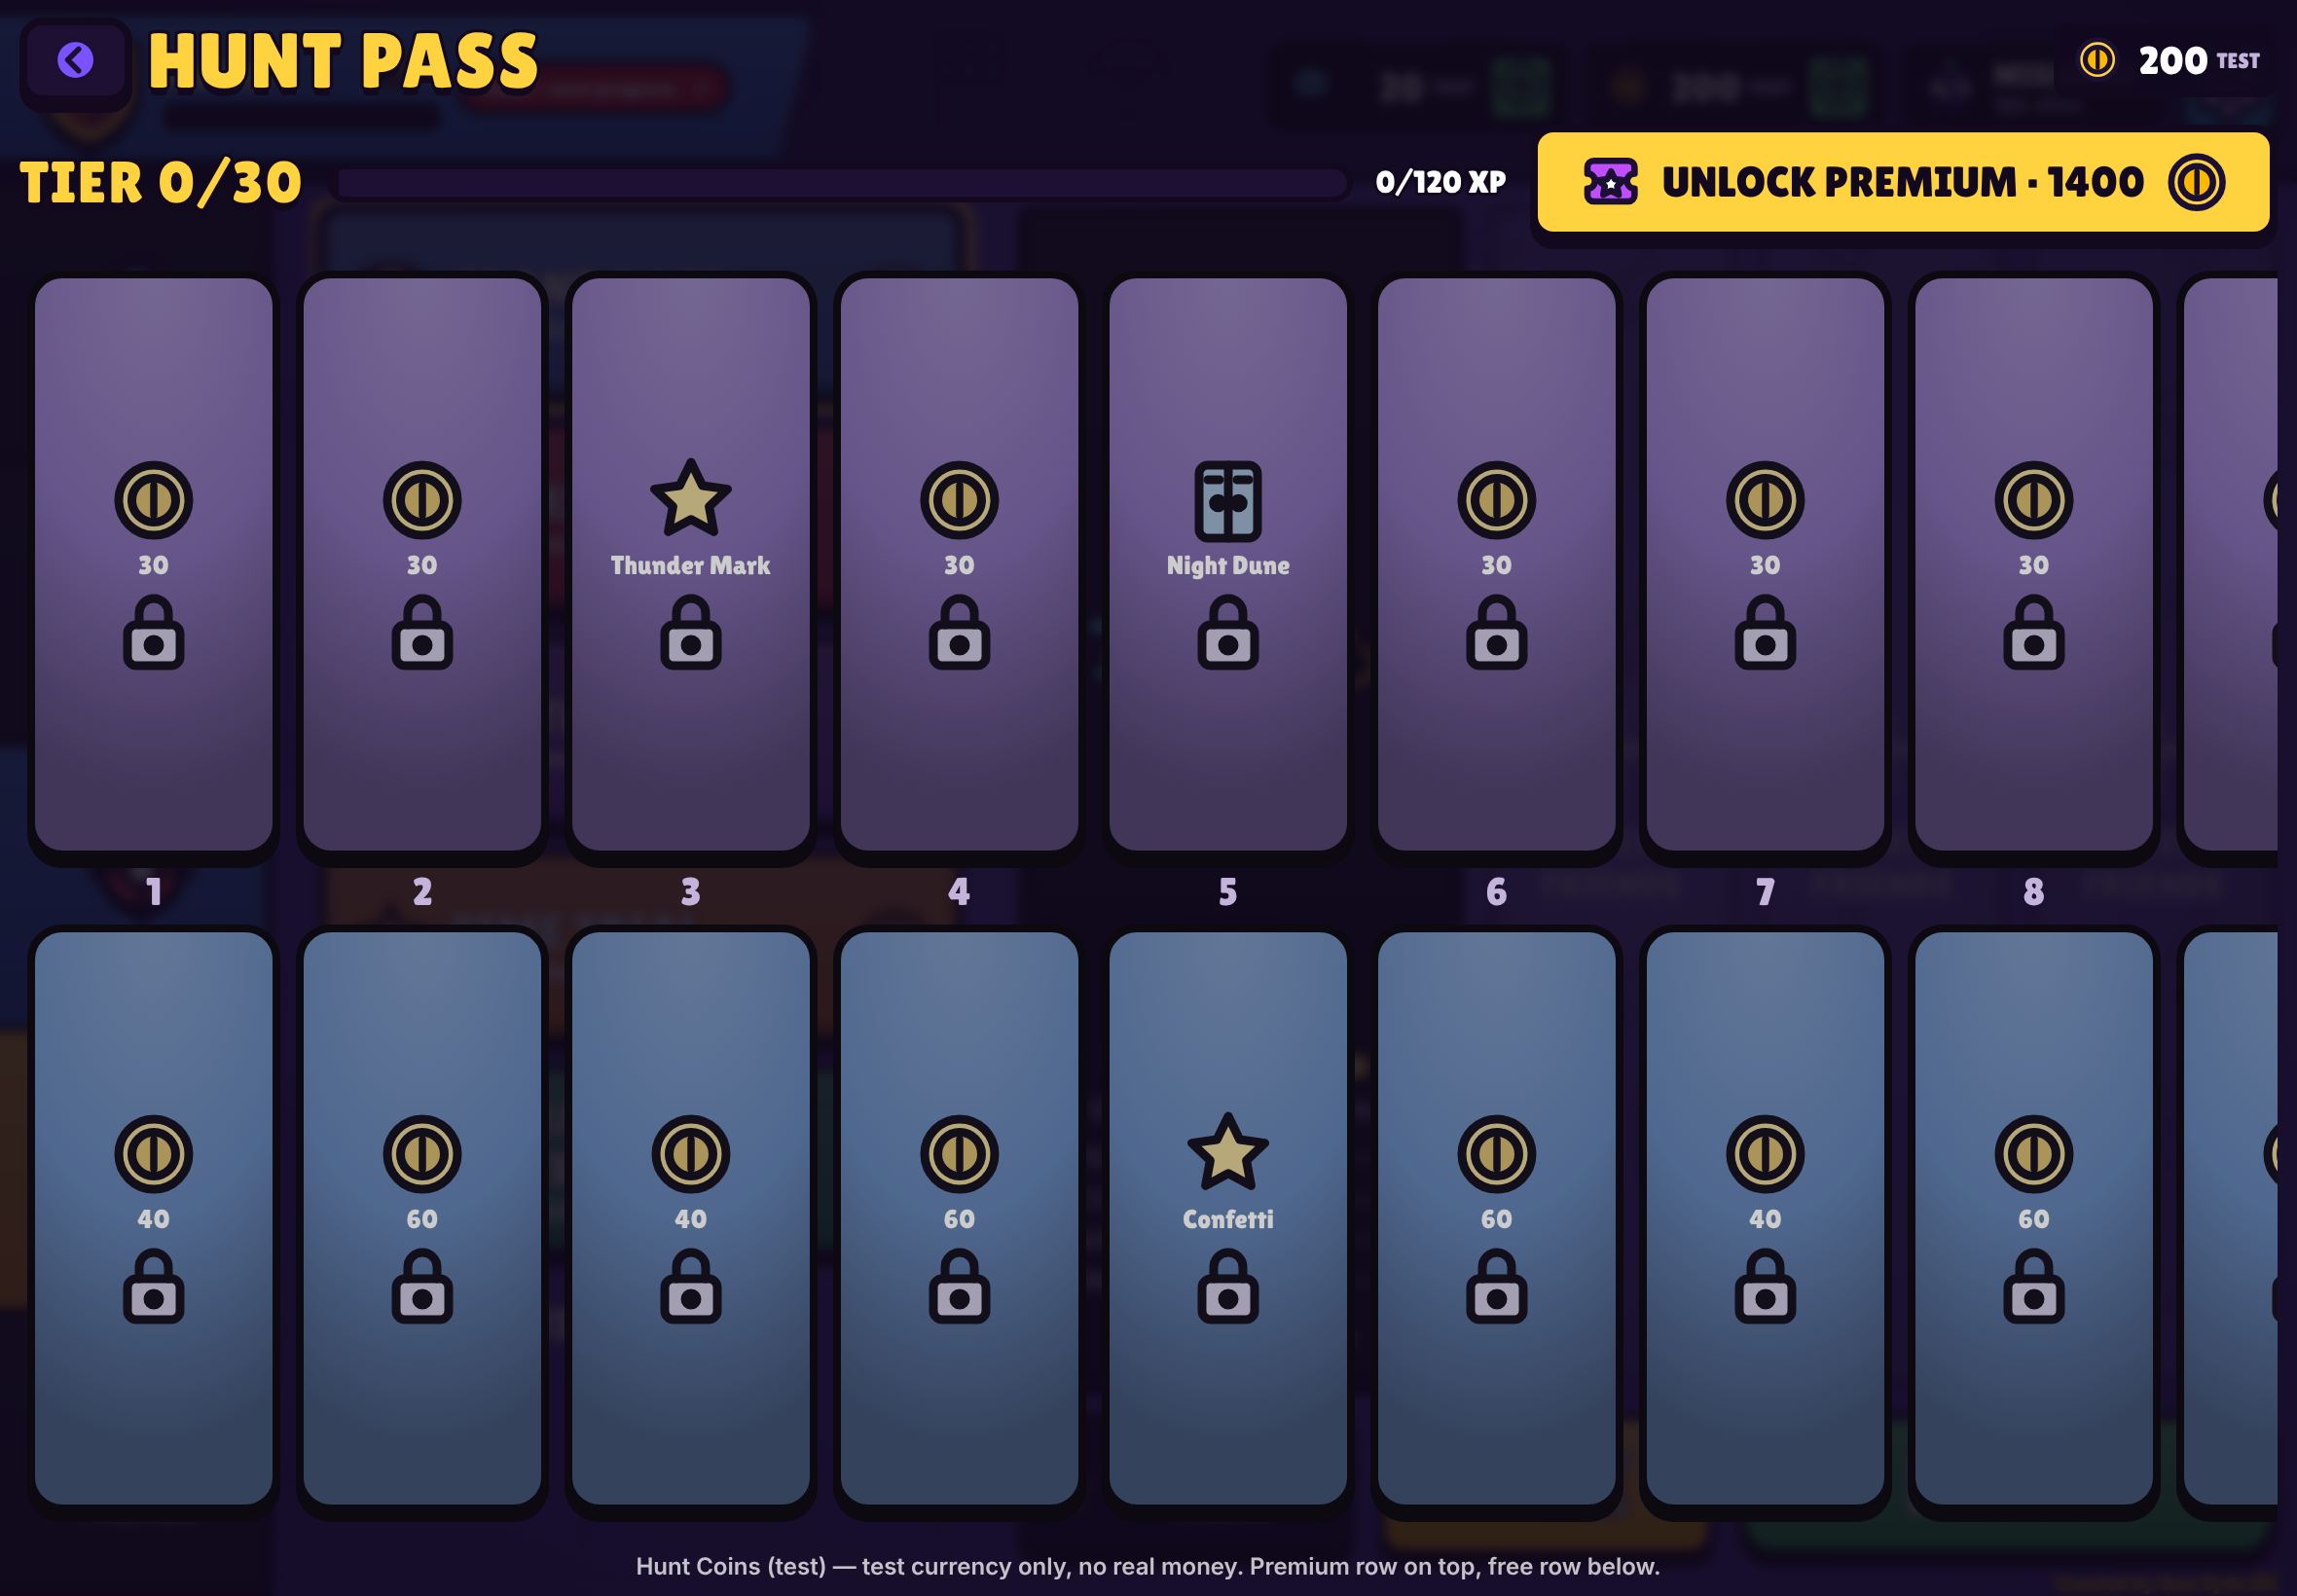 HUNT PASS
200 TEST
TIER 0/30
0/120 XP
UNLOCK PREMIUM · 1400
30
30
Thunder Mark
30
Night Dune
30
30
30
1
2
3
4
5
6
7
8
40
60
40
60
Confetti
60
40
60
Hunt Coins (test) — test currency only, no real money. Premium row on top, free row below.